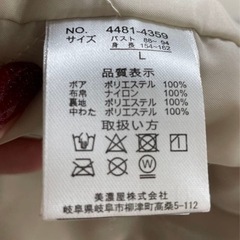 NO. 4481-4359
サイズ バスト 86~94
身長 154~162
L
品質表示
ボア ポリエステル 100%
布帛 ナイロン 100%
裏地 ポリエステル 100%
中わた ポリエステル 100%
取扱い方
美濃屋株式会社
岐阜県岐阜市柳津町高桑5-112